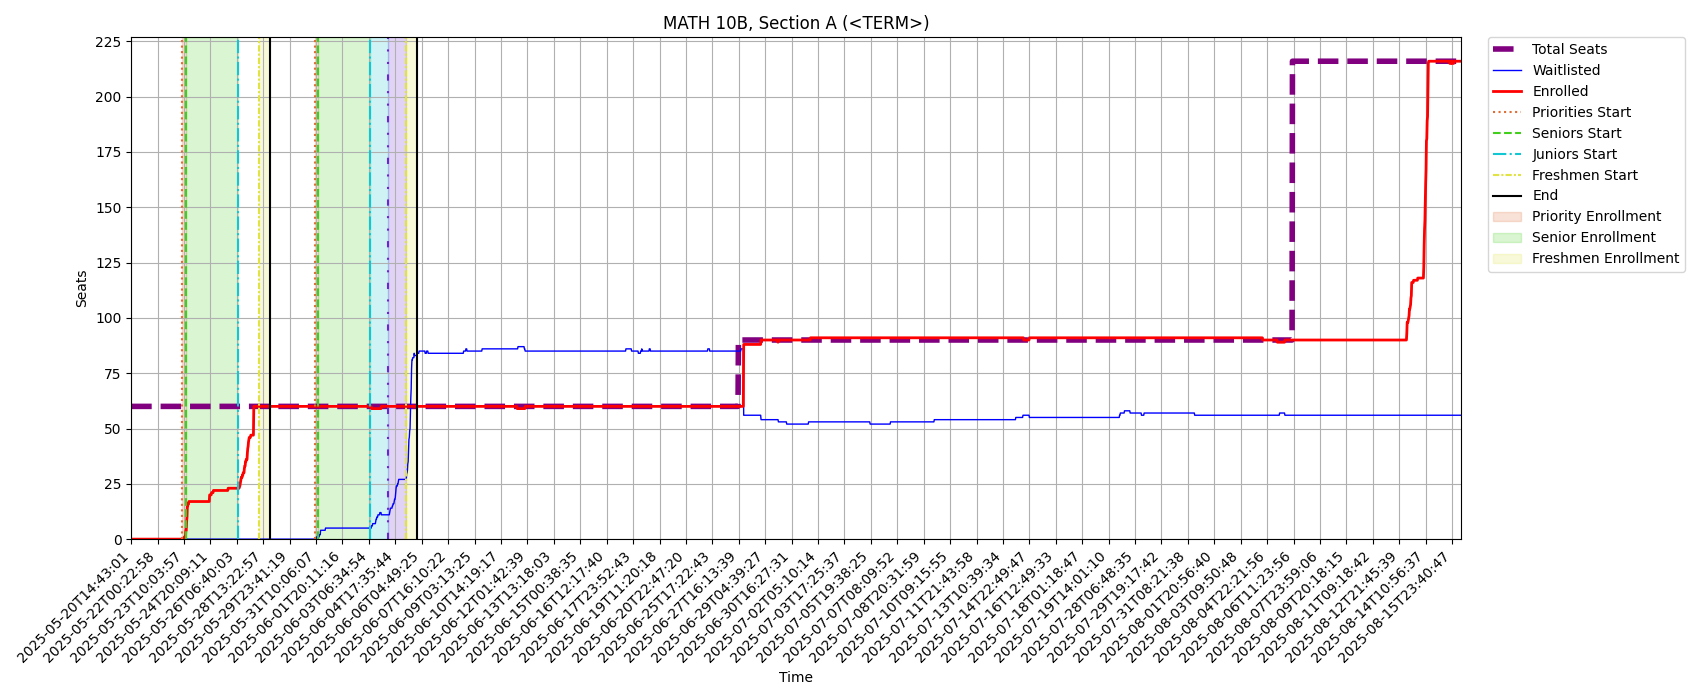 MATH 10B, Section A (<TERM>)
225
200
175
150
125
100
75
50
25
0
Seats
2025-05-20T14:43:01
2025-05-22T00:22:58
2025-05-23T10:03:57
2025-05-24T20:09:11
2025-05-26T06:40:03
2025-05-28T13:22:57
2025-05-29T23:41:19
2025-05-31T10:06:07
2025-06-01T20:11:16
2025-06-03T06:34:54
2025-06-04T17:35:44
2025-06-06T04:49:25
2025-06-07T16:10:22
2025-06-09T03:13:25
2025-06-10T14:19:17
2025-06-12T01:42:39
2025-06-13T13:18:03
2025-06-15T00:38:35
2025-06-16T12:17:40
2025-06-17T23:52:43
2025-06-19T11:20:18
2025-06-20T22:47:20
2025-06-25T17:22:43
2025-06-27T16:13:39
2025-06-29T04:39:27
2025-06-30T16:27:31
2025-07-02T05:10:14
2025-07-03T17:25:37
2025-07-05T19:38:25
2025-07-07T08:09:52
2025-07-08T20:31:59
2025-07-10T09:15:55
2025-07-11T21:43:58
2025-07-13T10:39:34
2025-07-14T22:49:47
2025-07-16T12:49:33
2025-07-18T01:18:47
2025-07-19T14:01:10
2025-07-28T06:48:35
2025-07-29T19:17:42
2025-07-31T08:21:38
2025-08-01T20:56:40
2025-08-03T09:50:48
2025-08-04T22:21:56
2025-08-06T11:23:56
2025-08-07T23:59:06
2025-08-09T20:18:15
2025-08-11T09:18:42
2025-08-12T21:45:39
2025-08-14T10:56:37
2025-08-15T23:40:47
Time
Total Seats
Waitlisted
Enrolled
Priorities Start
Seniors Start
Juniors Start
Freshmen Start
End
Priority Enrollment
Senior Enrollment
Freshmen Enrollment